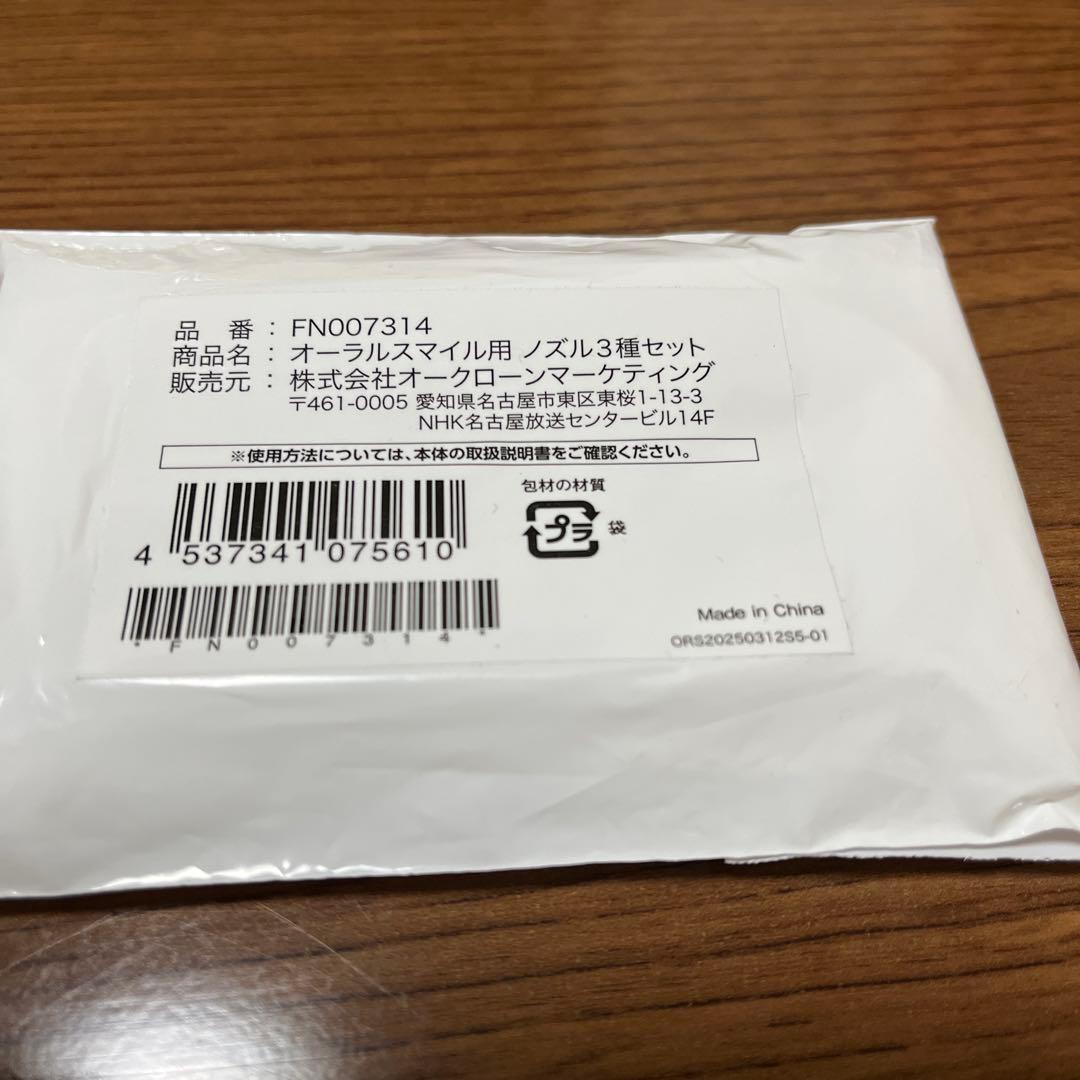 品　番 : FN007314
商品名 : オーラルスマイル用 ノズル3種セット
販売元 : 株式会社オークローンマーケティング
〒461-0005 愛知県名古屋市東区東桜1-13-3
NHK名古屋放送センタービル14F
※使用方法については、本体の取扱説明書をご確認ください。
包材の材質
プラ 袋
4 537341 075610
*FN007314*
Made in China
ORS20250312S5-01